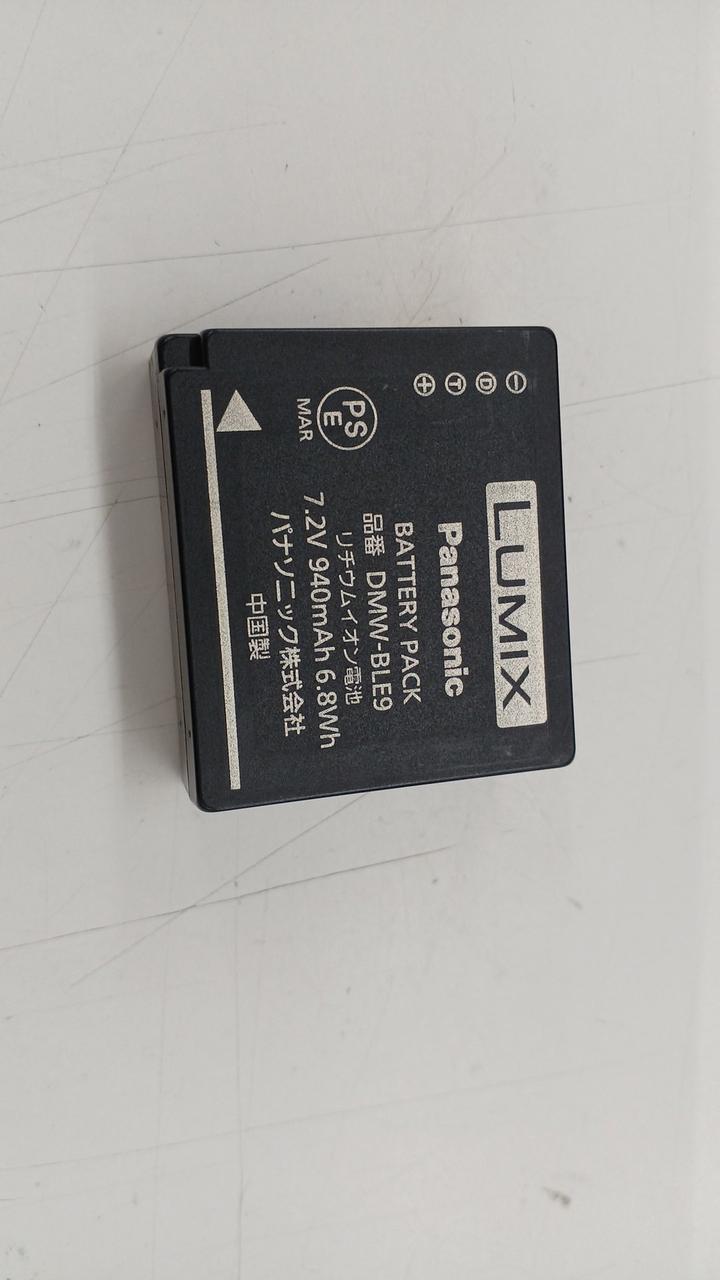 LUMIX
Panasonic
BATTERY PACK
品番 DMW-BLE9
リチウムイオン電池
7.2V 940mAh 6.8Wh
パナソニック株式会社
中国製
− D T +
PS
E
MAR